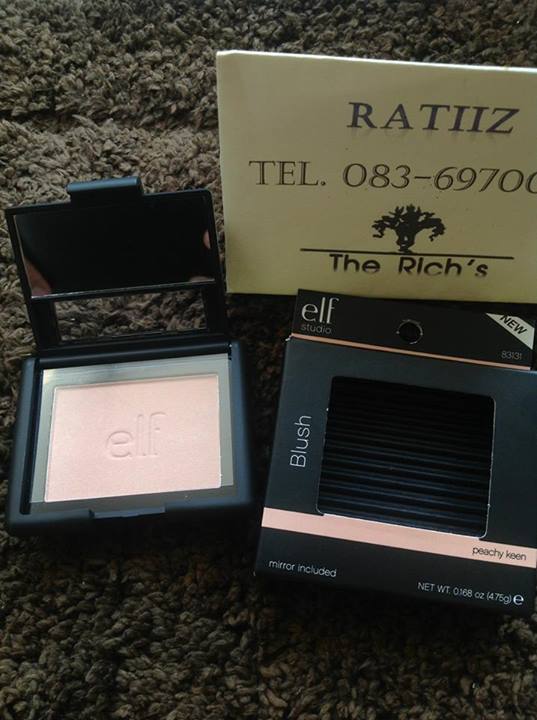 RATIIZ
TEL. 083-69700
The Rich's
elf
studio
NEW
83131
Blush
elf
peachy keen
mirror included
NET WT. 0.168 oz (4.75g) e